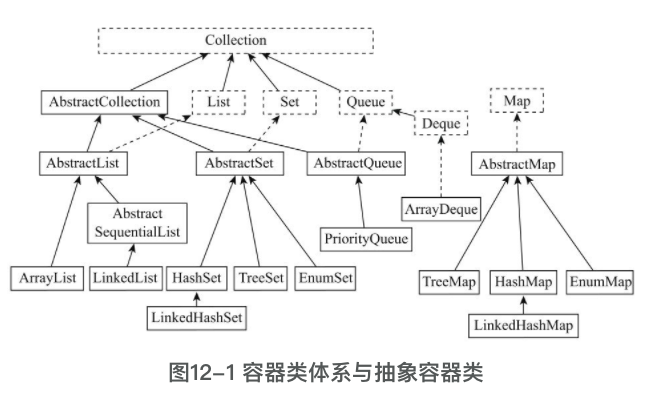 Collection
AbstractCollection
List
Set
Queue
Map
Deque
AbstractList
AbstractSet
AbstractQueue
AbstractMap
Abstract
SequentialList
ArrayDeque
PriorityQueue
ArrayList
LinkedList
HashSet
TreeSet
EnumSet
TreeMap
HashMap
EnumMap
LinkedHashSet
LinkedHashMap
图12-1 容器类体系与抽象容器类